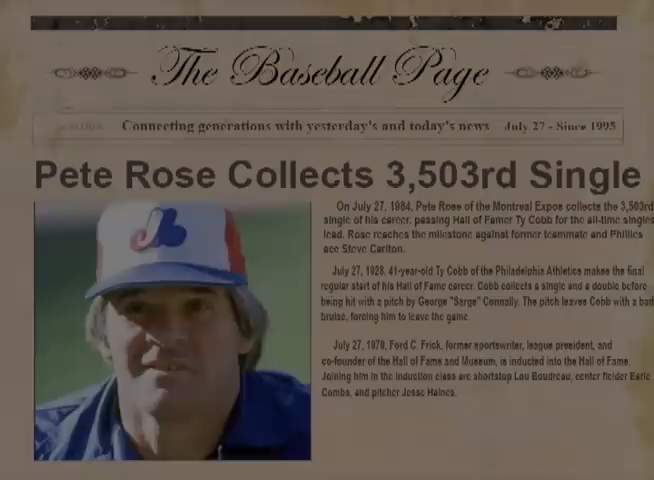 The Baseball Page
Connecting generations with yesterday's and today's news July 27 - Since 1995
Pete Rose Collects 3,503rd Single
On July 27, 1984, Pete Rose of the Montreal Expos collects the 3,503rd
single of his career, passing Hall of Famer Ty Cobb for the all-time singles
lead. Rose reaches the milestone against former teammate and Phillies
ace Steve Carlton.
July 27, 1928, 41-year-old Ty Cobb of the Philadelphia Athletics makes the final
regular start of his Hall of Fame career. Cobb collects a single and a double before
being hit with a pitch by George "Sarge" Connally. The pitch leaves Cobb with a bad
bruise, forcing him to leave the game.
July 27, 1970, Ford C. Frick, former sportswriter, league president, and
co-founder of the Hall of Fame and Museum, is inducted into the Hall of Fame.
Joining him in the induction class are shortstop Lou Boudreau, center fielder Earle
Combs, and pitcher Jesse Haines.